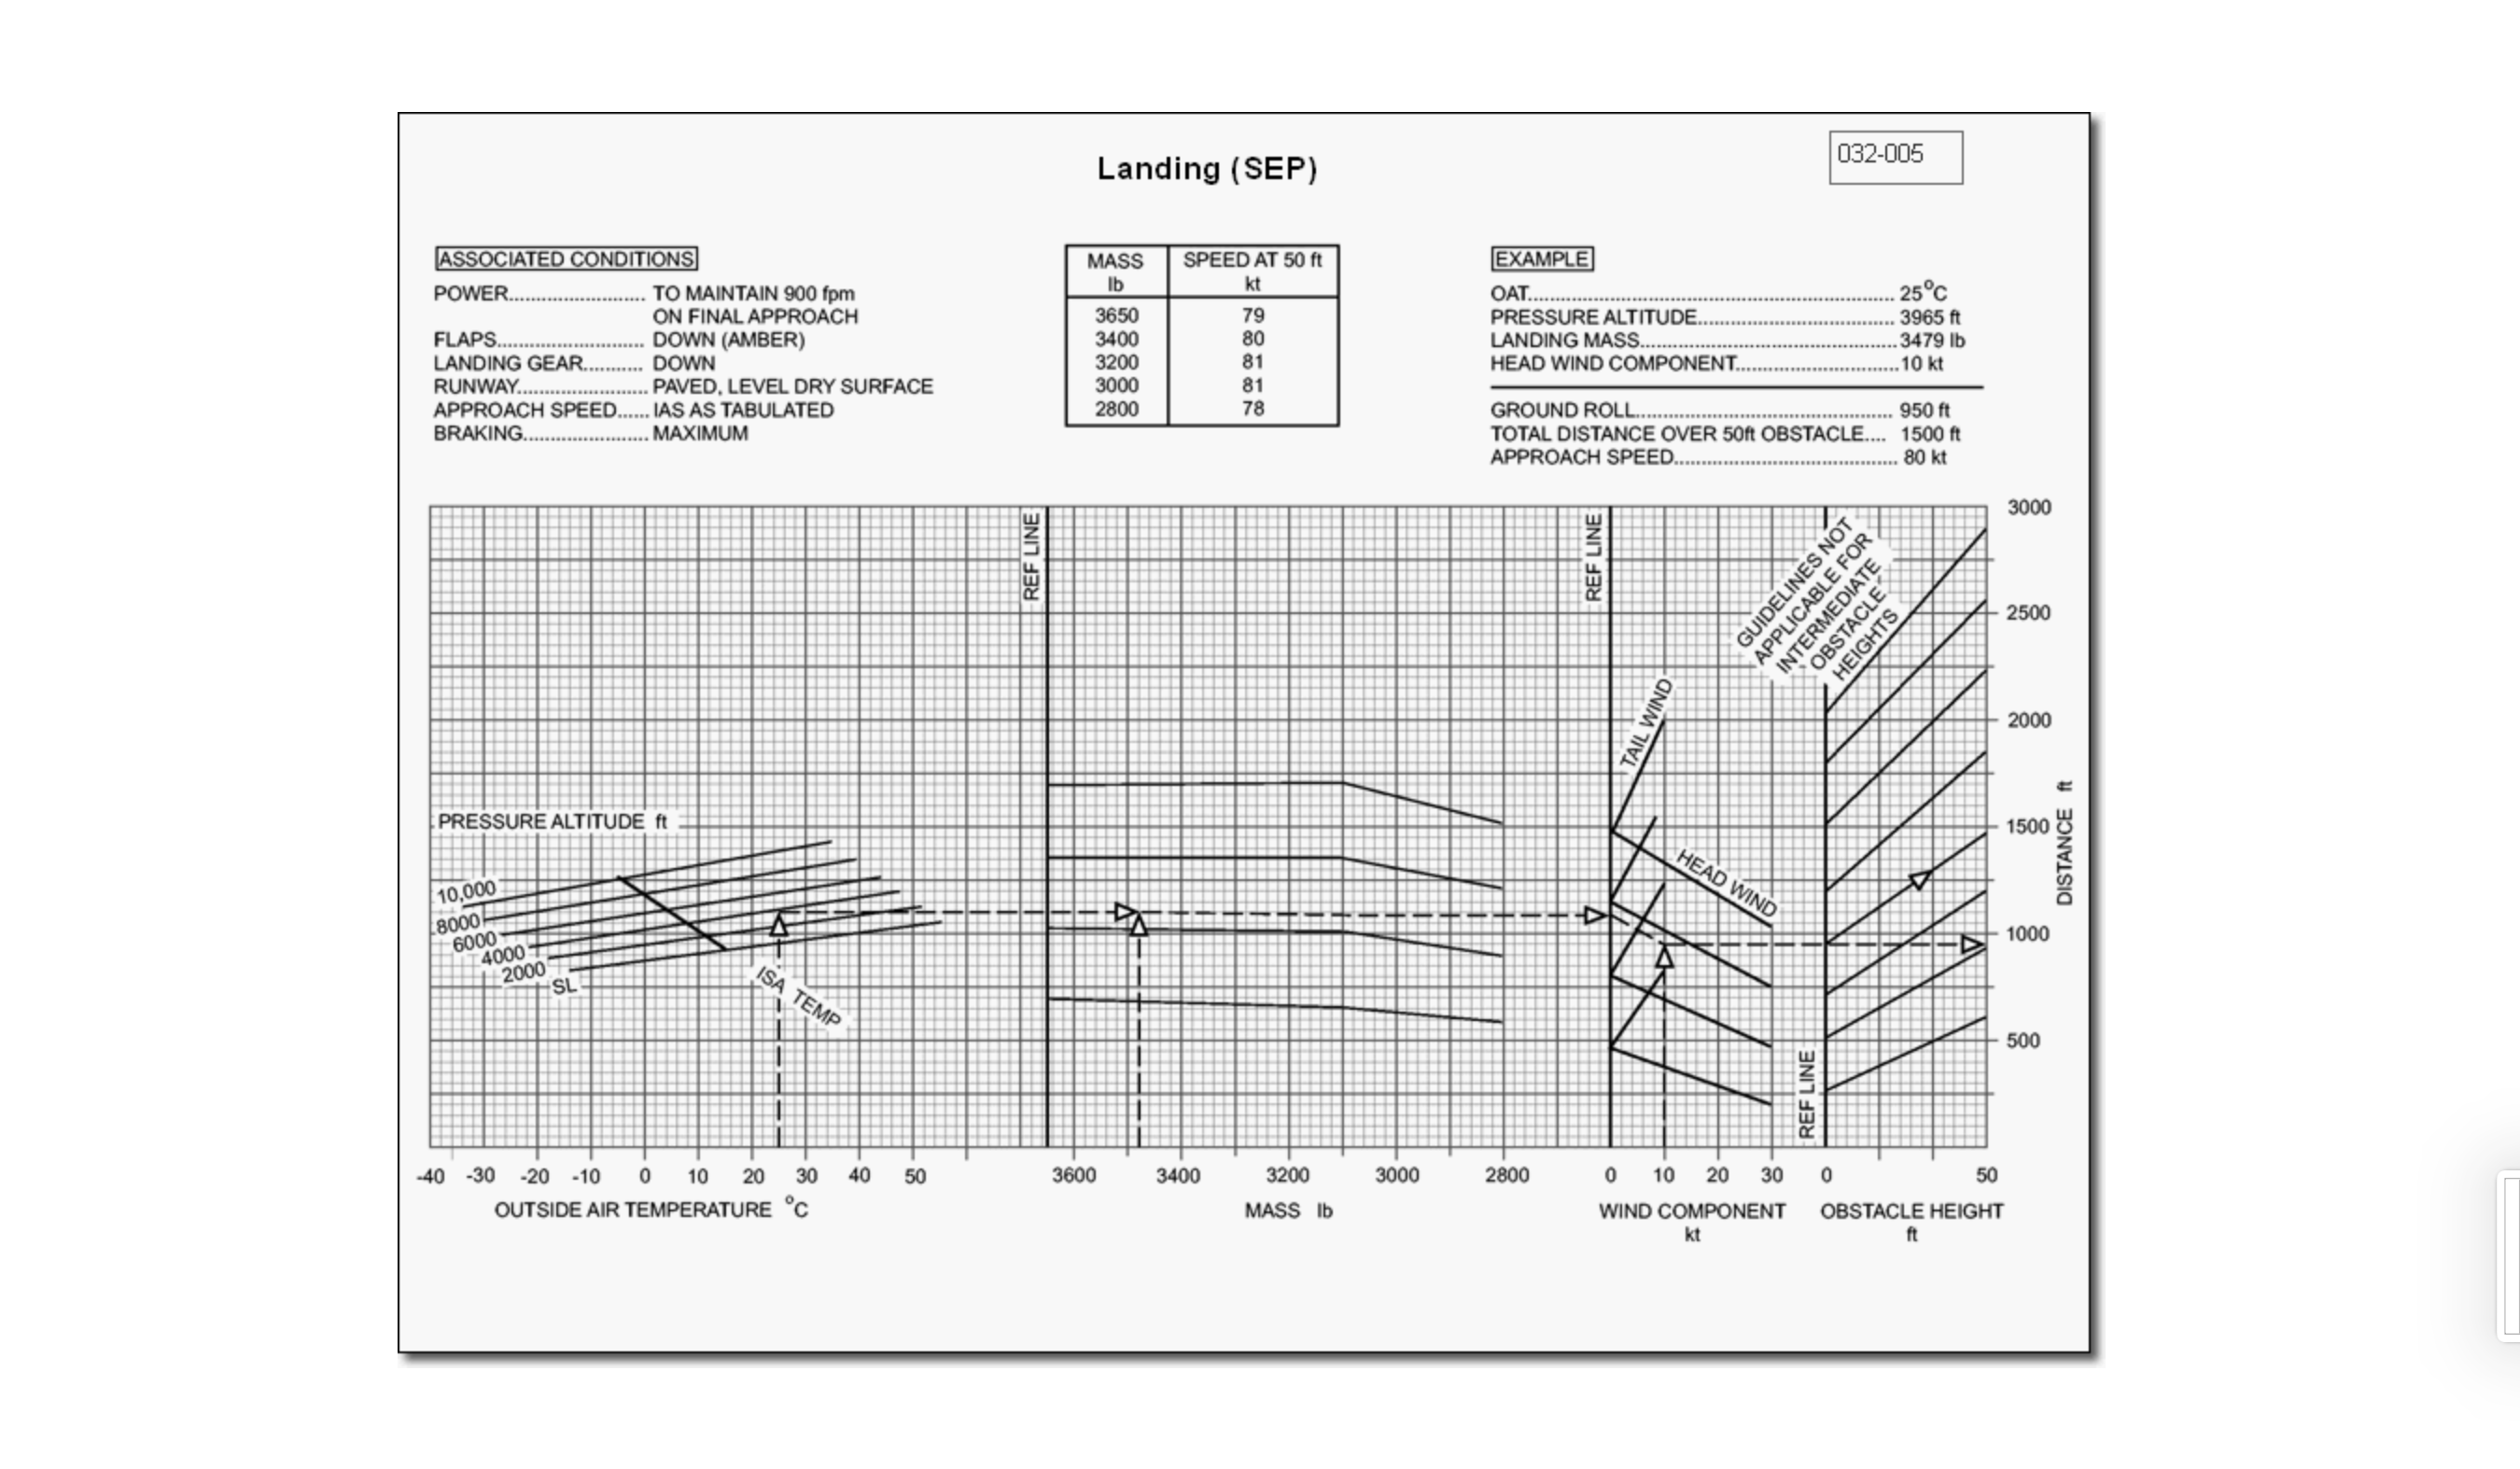 032-005
Landing (SEP)
ASSOCIATED CONDITIONS
POWER......................... TO MAINTAIN 900 fpm
ON FINAL APPROACH
FLAPS........................... DOWN (AMBER)
LANDING GEAR........... DOWN
RUNWAY........................ PAVED, LEVEL DRY SURFACE
APPROACH SPEED...... IAS AS TABULATED
BRAKING....................... MAXIMUM
MASS SPEED AT 50 ft
lb kt
3650 79
3400 80
3200 81
3000 81
2800 78
EXAMPLE
OAT.................................................................... 25°C
PRESSURE ALTITUDE.................................... 3965 ft
LANDING MASS...............................................3479 lb
HEAD WIND COMPONENT..............................10 kt
GROUND ROLL............................................... 950 ft
TOTAL DISTANCE OVER 50ft OBSTACLE.... 1500 ft
APPROACH SPEED......................................... 80 kt
REF LINE
REF LINE
GUIDELINES NOT
APPLICABLE FOR
INTERMEDIATE
OBSTACLE
HEIGHTS
TAIL WIND
HEAD WIND
REF LINE
PRESSURE ALTITUDE ft
10,000
8000
6000
4000
2000
SL
ISA TEMP
3000
2500
2000
1500
1000
500
DISTANCE ft
-40 -30 -20 -10 0 10 20 30 40 50
OUTSIDE AIR TEMPERATURE °C
3600 3400 3200 3000 2800
MASS lb
0 10 20 30
WIND COMPONENT
kt
0 50
OBSTACLE HEIGHT
ft